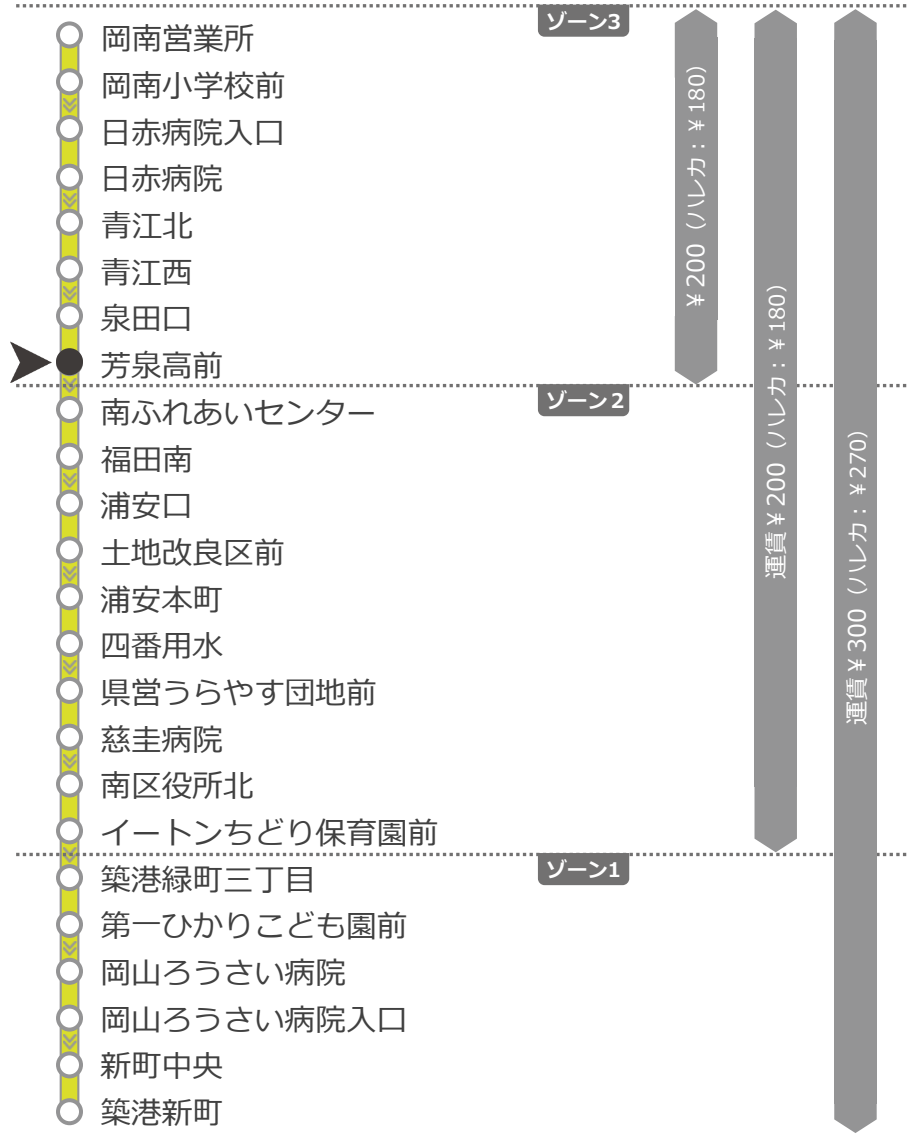 ゾーン3
岡南営業所
岡南小学校前
日赤病院入口
日赤病院
青江北
青江西
泉田口
芳泉高前
ゾーン2
南ふれあいセンター
福田南
浦安口
土地改良区前
浦安本町
四番用水
県営うらやす団地前
慈圭病院
南区役所北
イートンちどり保育園前
ゾーン1
築港緑町三丁目
第一ひかりこども園前
岡山ろうさい病院
岡山ろうさい病院入口
新町中央
築港新町
¥200（ハレカ：¥180）
運賃¥200（ハレカ：¥180）
運賃¥300（ハレカ：¥270）